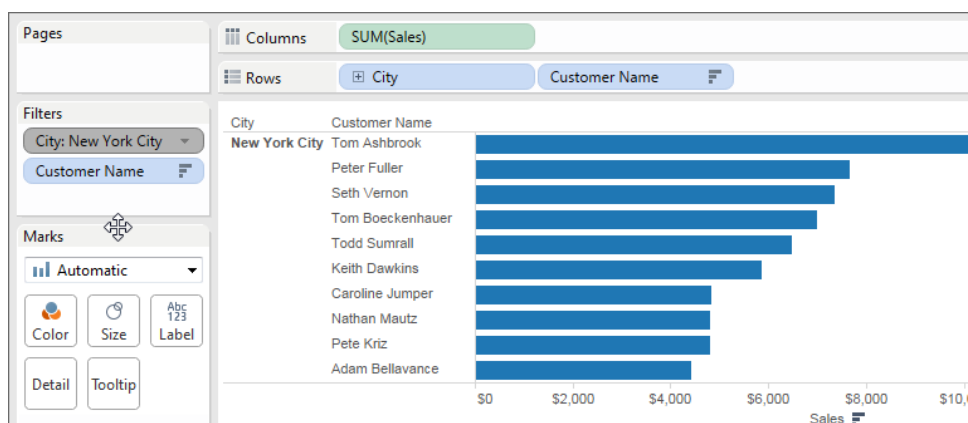 Pages
Columns
SUM(Sales)
Rows
City
Customer Name
Filters
City: New York City
Customer Name
Marks
Automatic
Color
Size
Abc
123
Label
Detail
Tooltip
City Customer Name
New York City Tom Ashbrook
Peter Fuller
Seth Vernon
Tom Boeckenhauer
Todd Sumrall
Keith Dawkins
Caroline Jumper
Nathan Mautz
Pete Kriz
Adam Bellavance
$0 $2,000 $4,000 $6,000 $8,000 $10,0
Sales